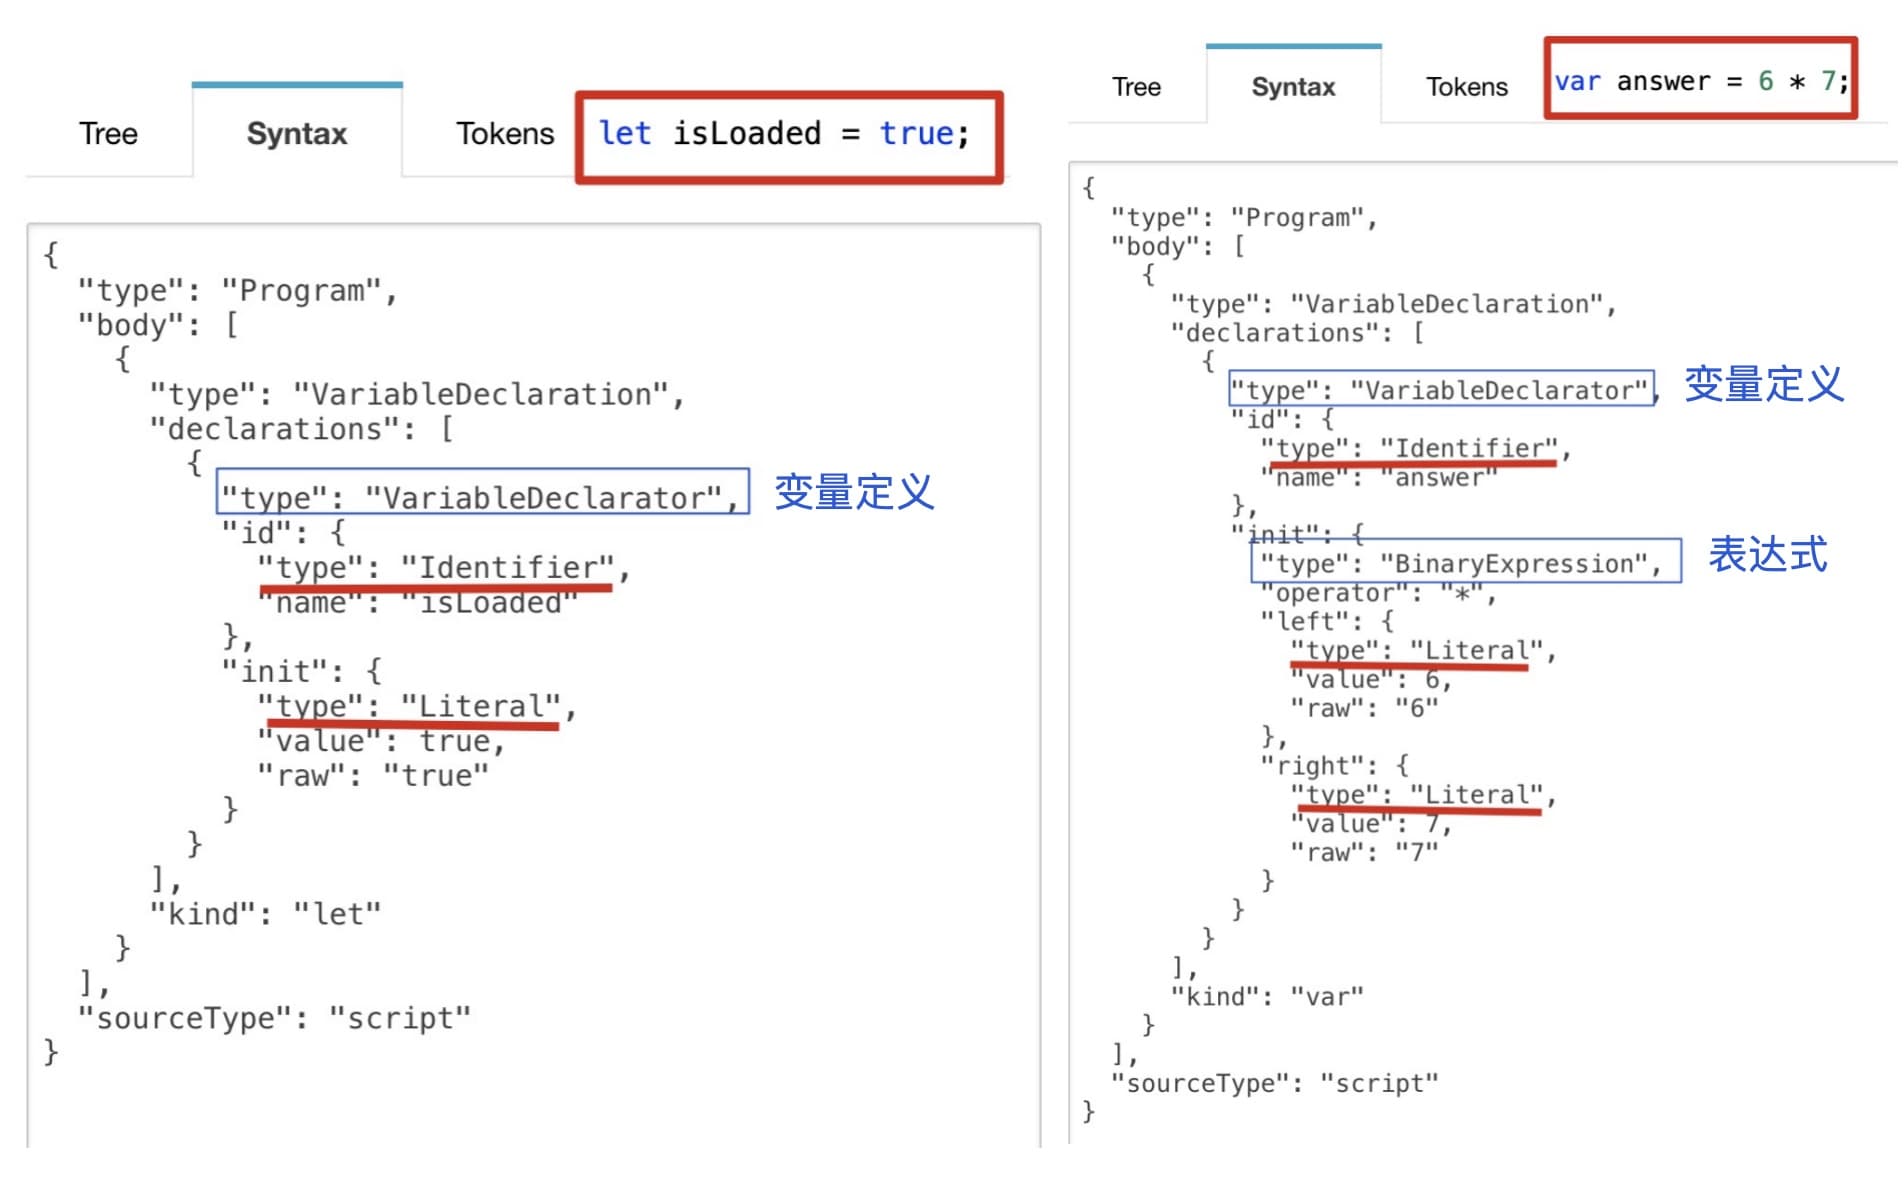 Tree Syntax Tokens let isLoaded = true;
{
"type": "Program",
"body": [
{
"type": "VariableDeclaration",
"declarations": [
{
"type": "VariableDeclarator", 变量定义
"id": {
"type": "Identifier",
"name": "isLoaded"
},
"init": {
"type": "Literal",
"value": true,
"raw": "true"
}
}
],
"kind": "let"
}
],
"sourceType": "script"
}
Tree Syntax Tokens var answer = 6 * 7;
{
"type": "Program",
"body": [
{
"type": "VariableDeclaration",
"declarations": [
{
"type": "VariableDeclarator", 变量定义
"id": {
"type": "Identifier",
"name": "answer"
},
"init": {
"type": "BinaryExpression", 表达式
"operator": "*",
"left": {
"type": "Literal",
"value": 6,
"raw": "6"
},
"right": {
"type": "Literal",
"value": 7,
"raw": "7"
}
}
}
],
"kind": "var"
}
],
"sourceType": "script"
}